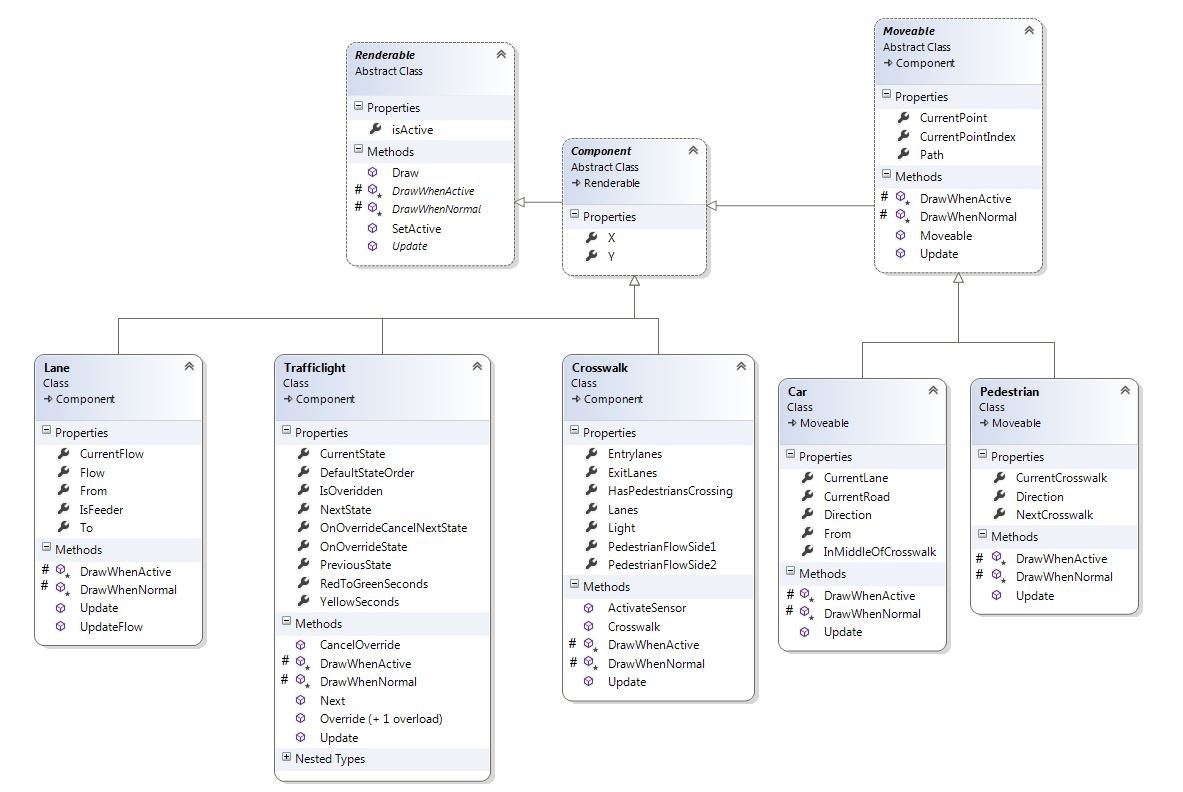 Renderable
Abstract Class
Properties
isActive
Methods
Draw
# DrawWhenActive
# DrawWhenNormal
SetActive
Update
Component
Abstract Class
Renderable
Properties
X
Y
Moveable
Abstract Class
Component
Properties
CurrentPoint
CurrentPointIndex
Path
Methods
# DrawWhenActive
# DrawWhenNormal
Moveable
Update
Lane
Class
Component
Properties
CurrentFlow
Flow
From
IsFeeder
To
Methods
# DrawWhenActive
# DrawWhenNormal
Update
UpdateFlow
Trafficlight
Class
Component
Properties
CurrentState
DefaultStateOrder
IsOveridden
NextState
OnOverrideCancelNextState
OnOverrideState
PreviousState
RedToGreenSeconds
YellowSeconds
Methods
CancelOverride
# DrawWhenActive
# DrawWhenNormal
Next
Override (+ 1 overload)
Update
Nested Types
Crosswalk
Class
Component
Properties
Entrylanes
ExitLanes
HasPedestriansCrossing
Lanes
Light
PedestrianFlowSide1
PedestrianFlowSide2
Methods
ActivateSensor
Crosswalk
# DrawWhenActive
# DrawWhenNormal
Update
Car
Class
Moveable
Properties
CurrentLane
CurrentRoad
Direction
From
InMiddleOfCrosswalk
Methods
# DrawWhenActive
# DrawWhenNormal
Update
Pedestrian
Class
Moveable
Properties
CurrentCrosswalk
Direction
NextCrosswalk
Methods
# DrawWhenActive
# DrawWhenNormal
Update